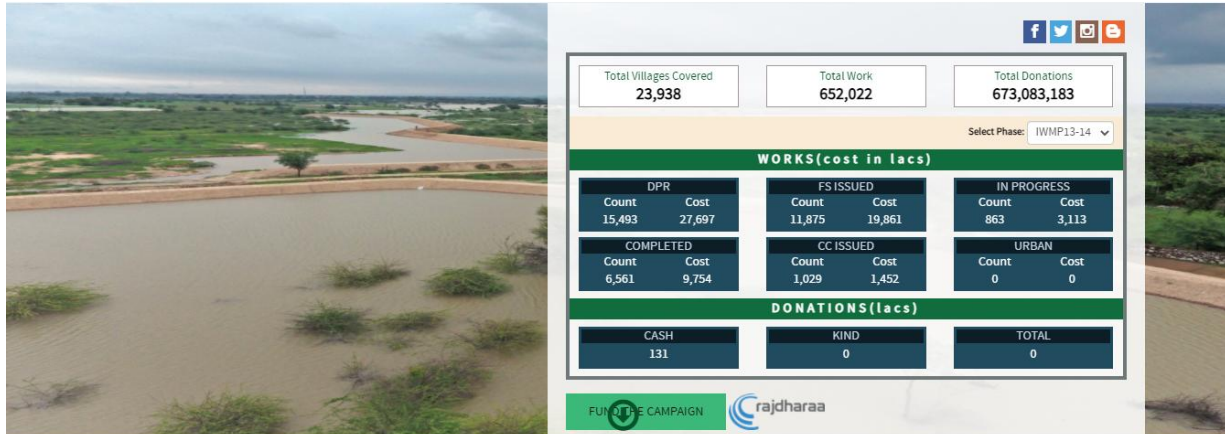 Total Villages Covered
23,938
Total Work
652,022
Total Donations
673,083,183
Select Phase: IWMP13-14
WORKS(cost in lacs)
DPR
Count Cost
15,493 27,697
FS ISSUED
Count Cost
11,875 19,861
IN PROGRESS
Count Cost
863 3,113
COMPLETED
Count Cost
6,561 9,754
CC ISSUED
Count Cost
1,029 1,452
URBAN
Count Cost
0 0
DONATIONS(lacs)
CASH
131
KIND
0
TOTAL
0
FUND THE CAMPAIGN
rajdharaa